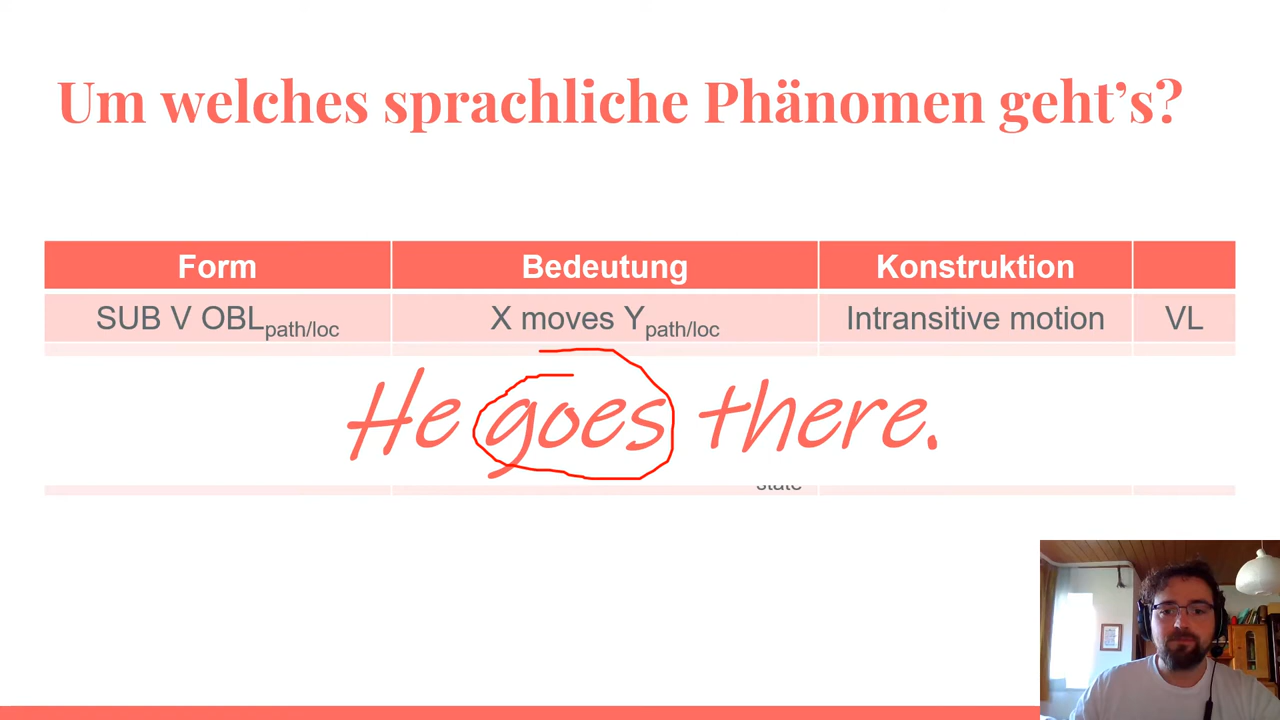 Um welches sprachliche Phänomen geht's?
Form Bedeutung Konstruktion
SUB V OBLpath/loc X moves Ypath/loc Intransitive motion VL
He goes there.
state